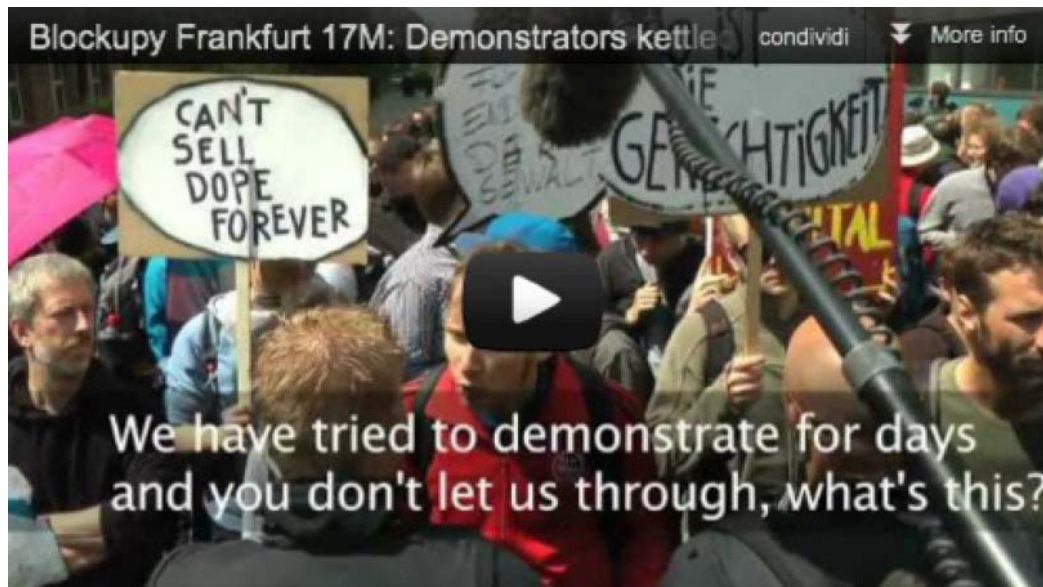 Blockupy Frankfurt 17M: Demonstrators kettled
condividi
More info
CAN'T
SELL
DOPE
FOREVER
GERECHTIGKEIT
We have tried to demonstrate for days
and you don't let us through, what's this?